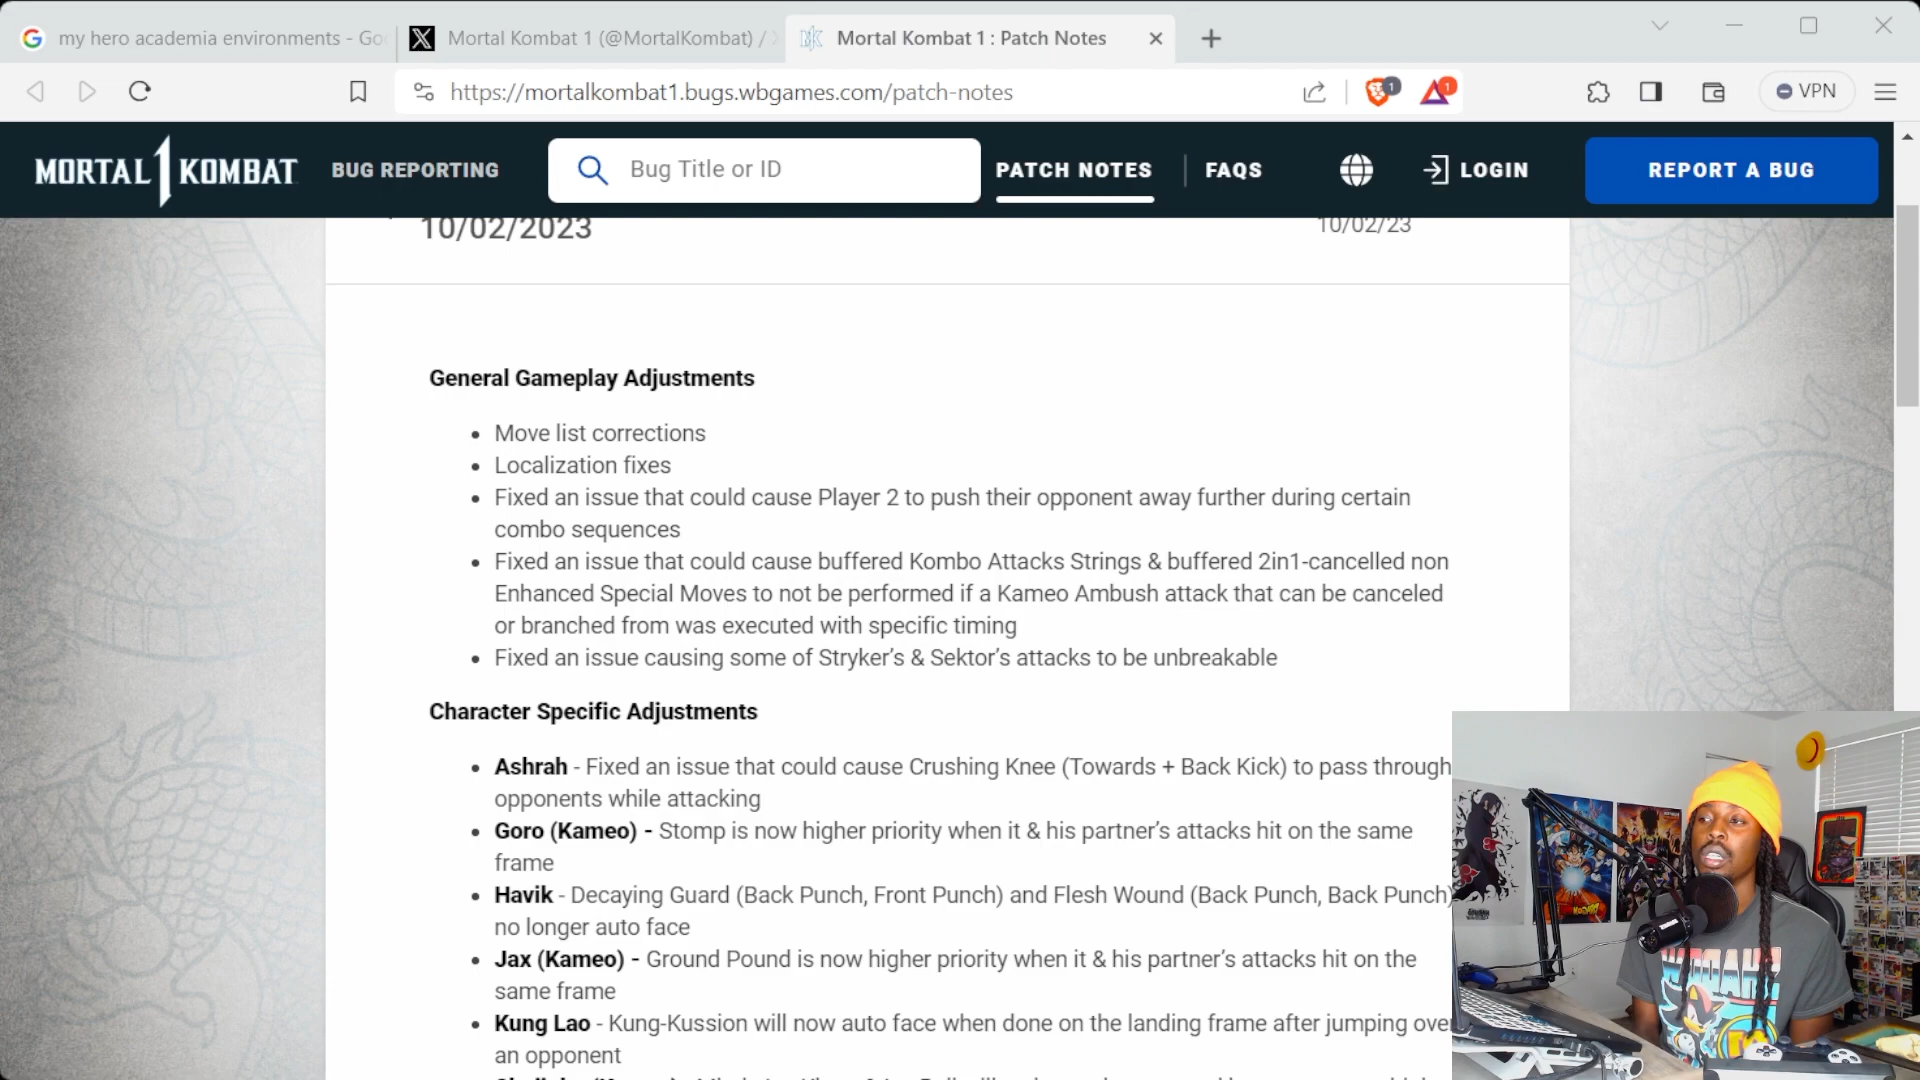 my hero academia environments - Go
Mortal Kombat 1 (@MortalKombat) /
Mortal Kombat 1 : Patch Notes
https://mortalkombat1.bugs.wbgames.com/patch-notes
1
1
VPN
MORTAL 1 KOMBAT
BUG REPORTING
Bug Title or ID
PATCH NOTES
FAQS
LOGIN
REPORT A BUG
10/02/2023
10/02/23
General Gameplay Adjustments
Move list corrections
Localization fixes
Fixed an issue that could cause Player 2 to push their opponent away further during certain
combo sequences
Fixed an issue that could cause buffered Kombo Attacks Strings & buffered 2in1-cancelled non
Enhanced Special Moves to not be performed if a Kameo Ambush attack that can be canceled
or branched from was executed with specific timing
Fixed an issue causing some of Stryker’s & Sektor’s attacks to be unbreakable
Character Specific Adjustments
Ashrah - Fixed an issue that could cause Crushing Knee (Towards + Back Kick) to pass through
opponents while attacking
Goro (Kameo) - Stomp is now higher priority when it & his partner’s attacks hit on the same
frame
Havik - Decaying Guard (Back Punch, Front Punch) and Flesh Wound (Back Punch, Back Punch)
no longer auto face
Jax (Kameo) - Ground Pound is now higher priority when it & his partner’s attacks hit on the
same frame
Kung Lao - Kung-Kussion will now auto face when done on the landing frame after jumping over
an opponent